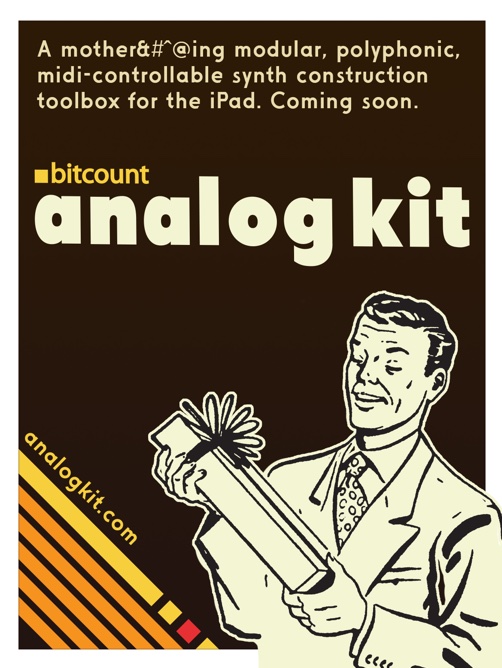 A mother&#^@ing modular, polyphonic,
midi-controllable synth construction
toolbox for the iPad. Coming soon.
bitcount
analog kit
analogkit.com